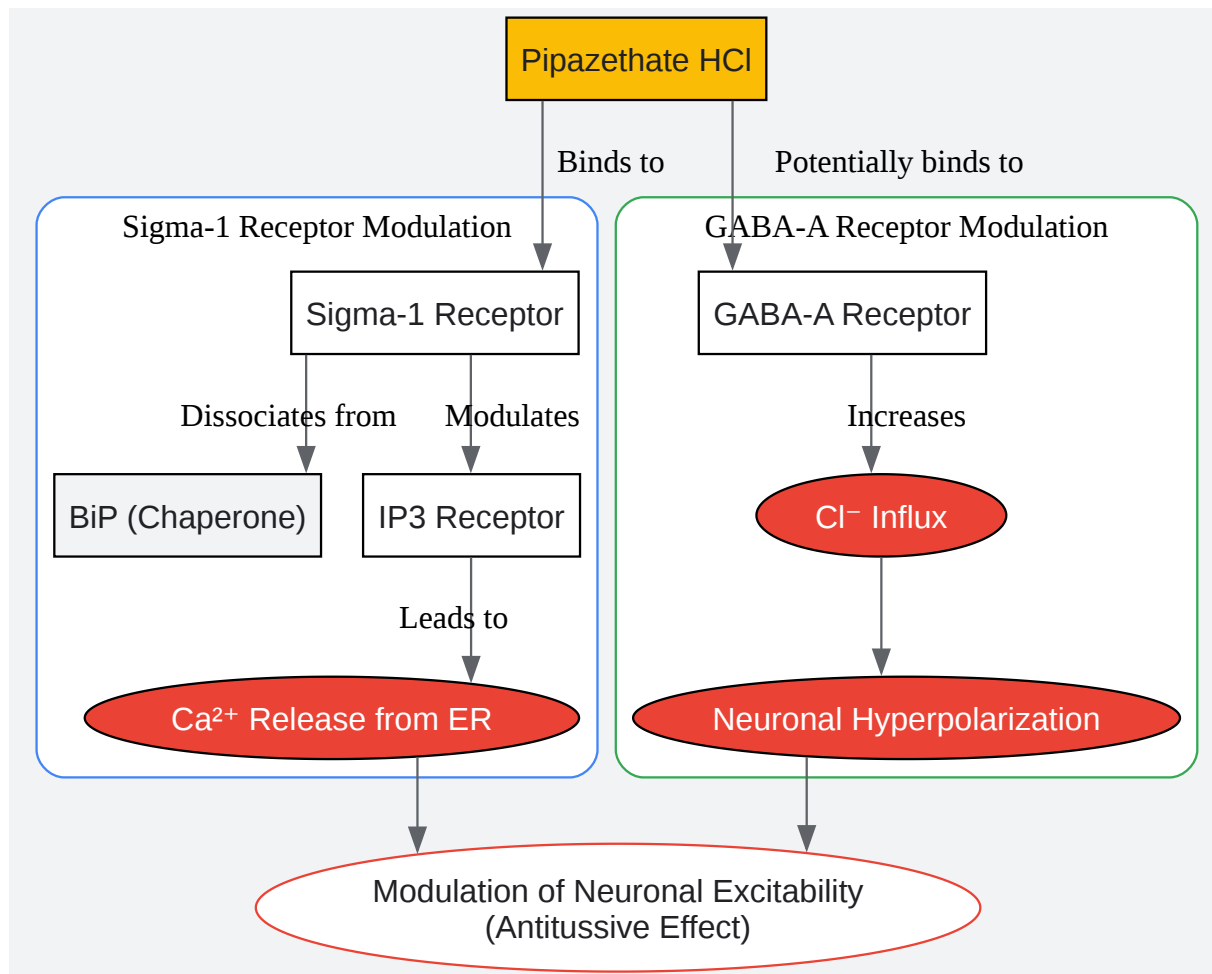 Pipazethate HCl
Binds to
Potentially binds to
Sigma-1 Receptor Modulation
GABA-A Receptor Modulation
Sigma-1 Receptor
GABA-A Receptor
Dissociates from
Modulates
Increases
BiP (Chaperone)
IP3 Receptor
Cl⁻ Influx
Leads to
Ca²⁺ Release from ER
Neuronal Hyperpolarization
Modulation of Neuronal Excitability
(Antitussive Effect)